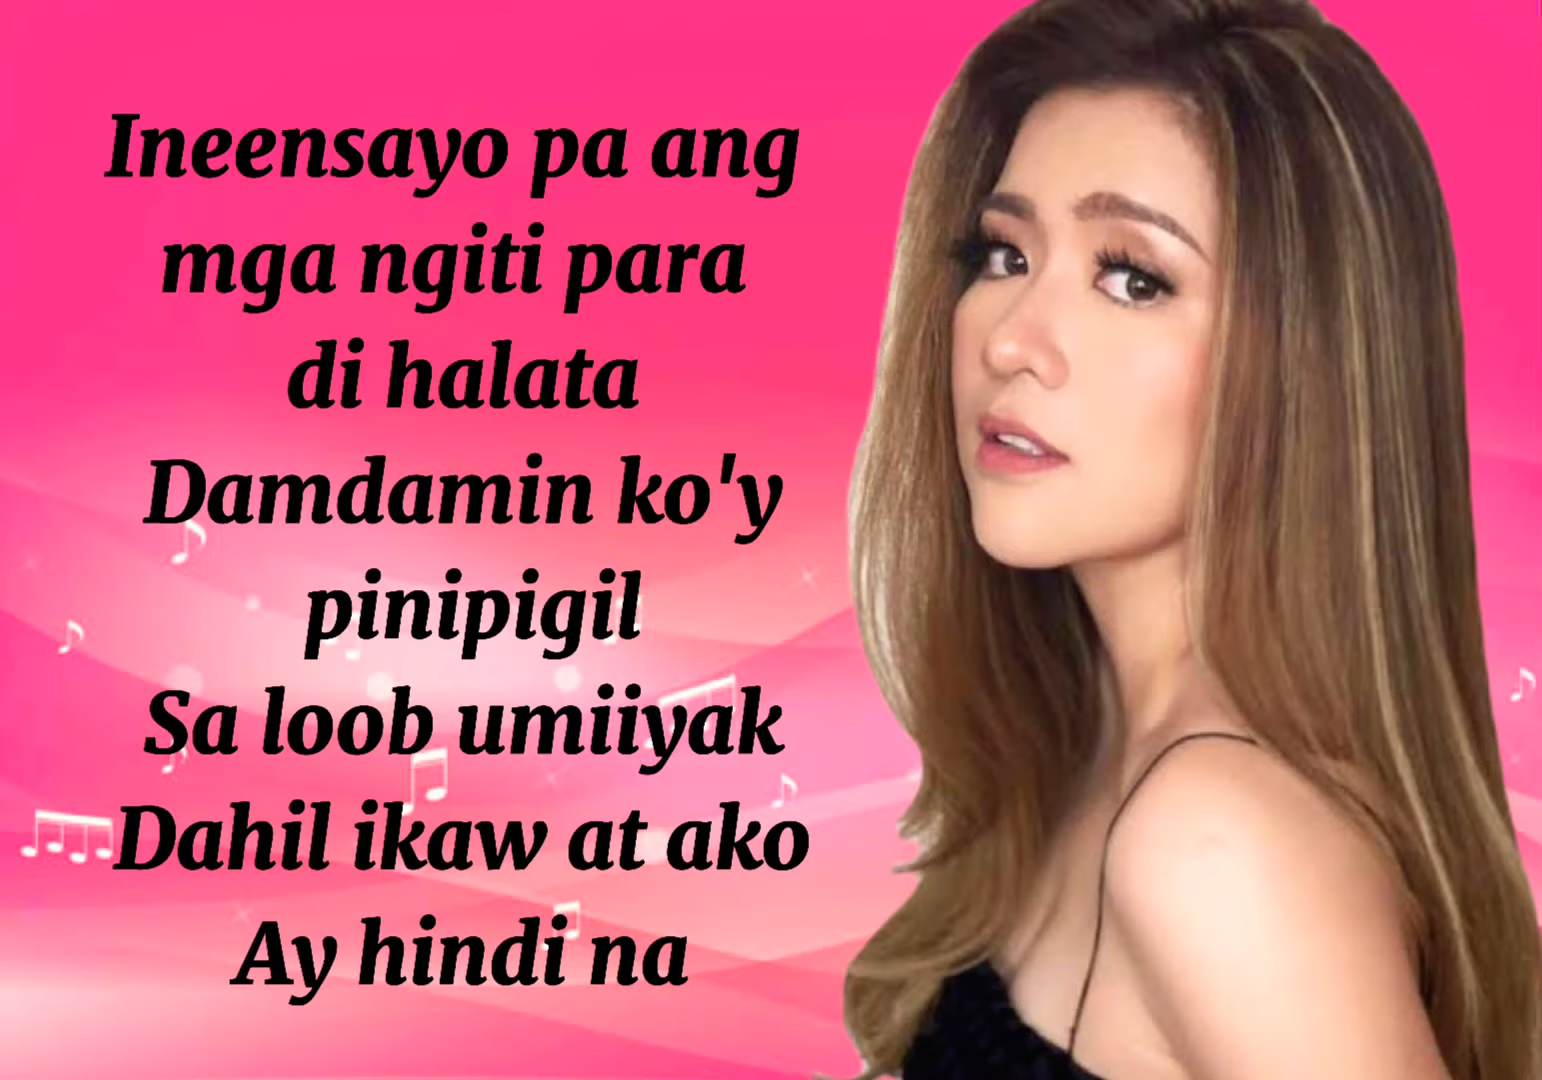 Ineensayo pa ang
mga ngiti para
di halata
Damdamin ko'y
pinipigil
Sa loob umiiyak
Dahil ikaw at ako
Ay hindi na